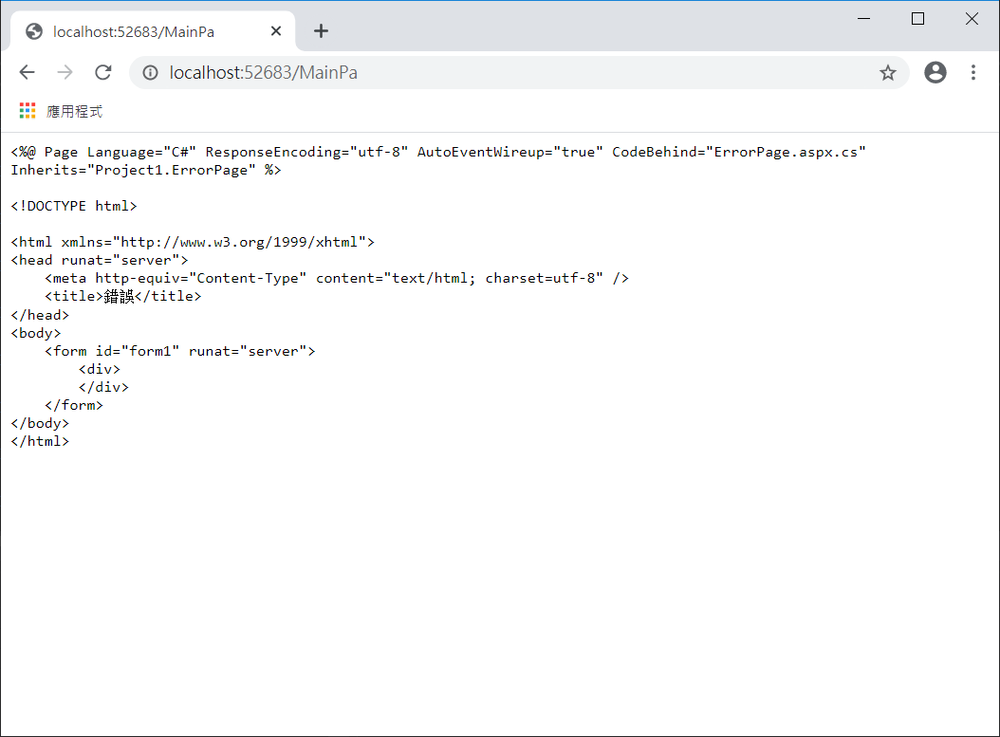 localhost:52683/MainPa
localhost:52683/MainPa
應用程式
<%@ Page Language="C#" ResponseEncoding="utf-8" AutoEventWireup="true" CodeBehind="ErrorPage.aspx.cs"
Inherits="Project1.ErrorPage" %>
<!DOCTYPE html>
<html xmlns="http://www.w3.org/1999/xhtml">
<head runat="server">
    <meta http-equiv="Content-Type" content="text/html; charset=utf-8" />
    <title>錯誤</title>
</head>
<body>
    <form id="form1" runat="server">
        <div>
        </div>
    </form>
</body>
</html>